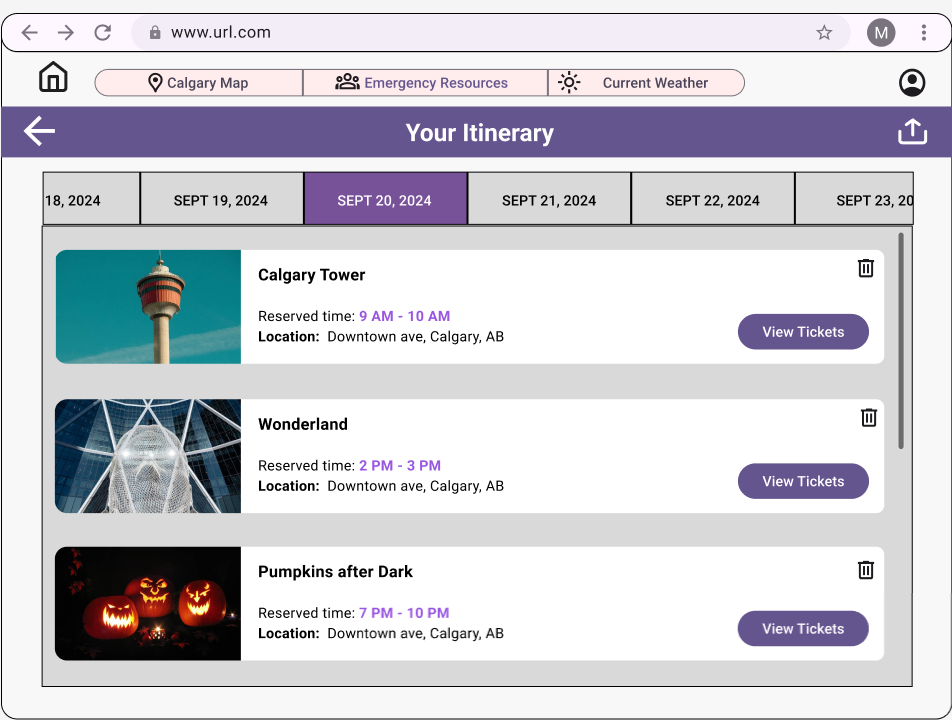 www.url.com
M
Calgary Map
Emergency Resources
Current Weather
Your Itinerary
18, 2024
SEPT 19, 2024
SEPT 20, 2024
SEPT 21, 2024
SEPT 22, 2024
SEPT 23, 20
Calgary Tower
Reserved time: 9 AM - 10 AM
Location: Downtown ave, Calgary, AB
View Tickets
Wonderland
Reserved time: 2 PM - 3 PM
Location: Downtown ave, Calgary, AB
View Tickets
Pumpkins after Dark
Reserved time: 7 PM - 10 PM
Location: Downtown ave, Calgary, AB
View Tickets